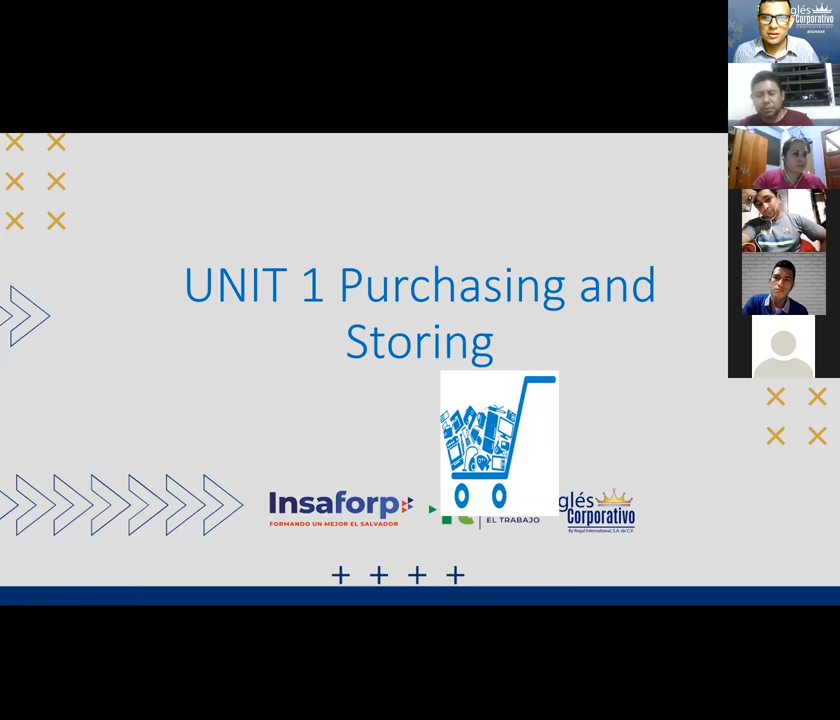 glés
Corporativo
BEGINNER
UNIT 1 Purchasing and
Storing
Insaforp
FORMANDO UN MEJOR EL SALVADOR
EL TRABAJO
glés
Corporativo
By Regal International, S.A. de C.V.